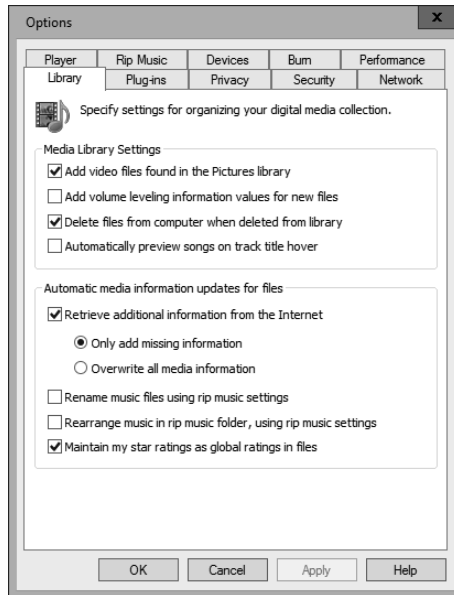 Options
x
Player Rip Music Devices Burn Performance
Library Plug-ins Privacy Security Network
Specify settings for organizing your digital media collection.
Media Library Settings
Add video files found in the Pictures library
Add volume leveling information values for new files
Delete files from computer when deleted from library
Automatically preview songs on track title hover
Automatic media information updates for files
Retrieve additional information from the Internet
Only add missing information
Overwrite all media information
Rename music files using rip music settings
Rearrange music in rip music folder, using rip music settings
Maintain my star ratings as global ratings in files
OK Cancel Apply Help